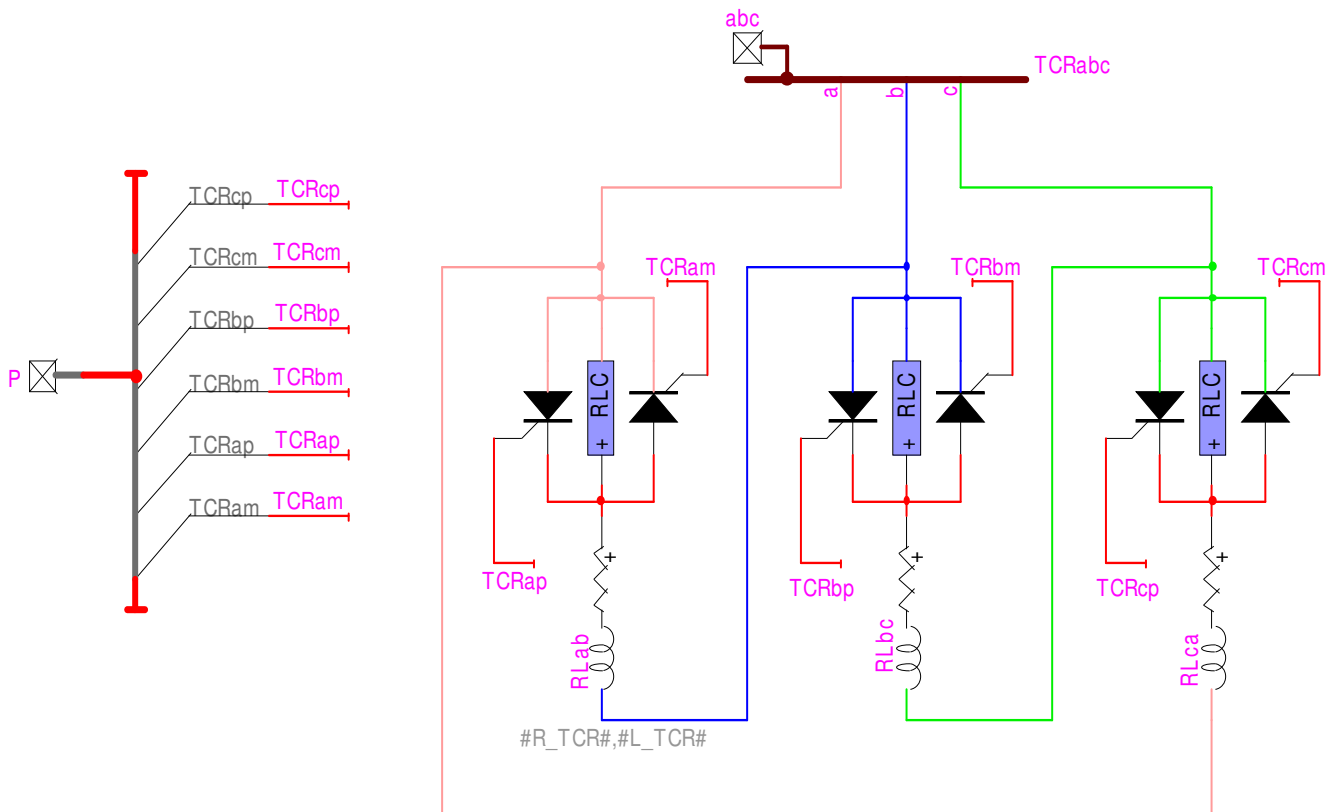 abc
TCRabc
a
b
c
TCRcp TCRcp
TCRcm TCRcm
TCRbp TCRbp
P
TCRbm TCRbm
TCRap TCRap
TCRam TCRam
TCRam
TCRbm
TCRcm
RLC
+
RLC
+
RLC
+
TCRap
+
TCRbp
+
TCRcp
+
RLab
RLbc
RLca
#R_TCR#,#L_TCR#